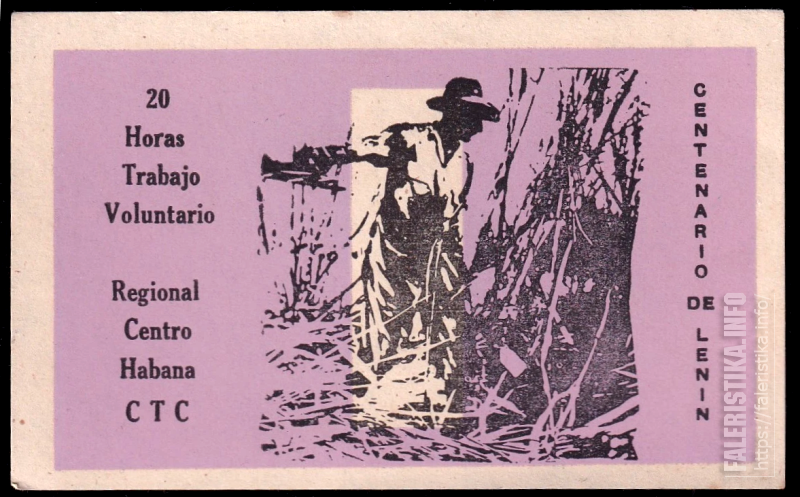 20
Horas
Trabajo
Voluntario
Regional
Centro
Habana
CTC
CENTENARIO DE LENIN
FALERISTIKA.INFO
https://faleristika.info